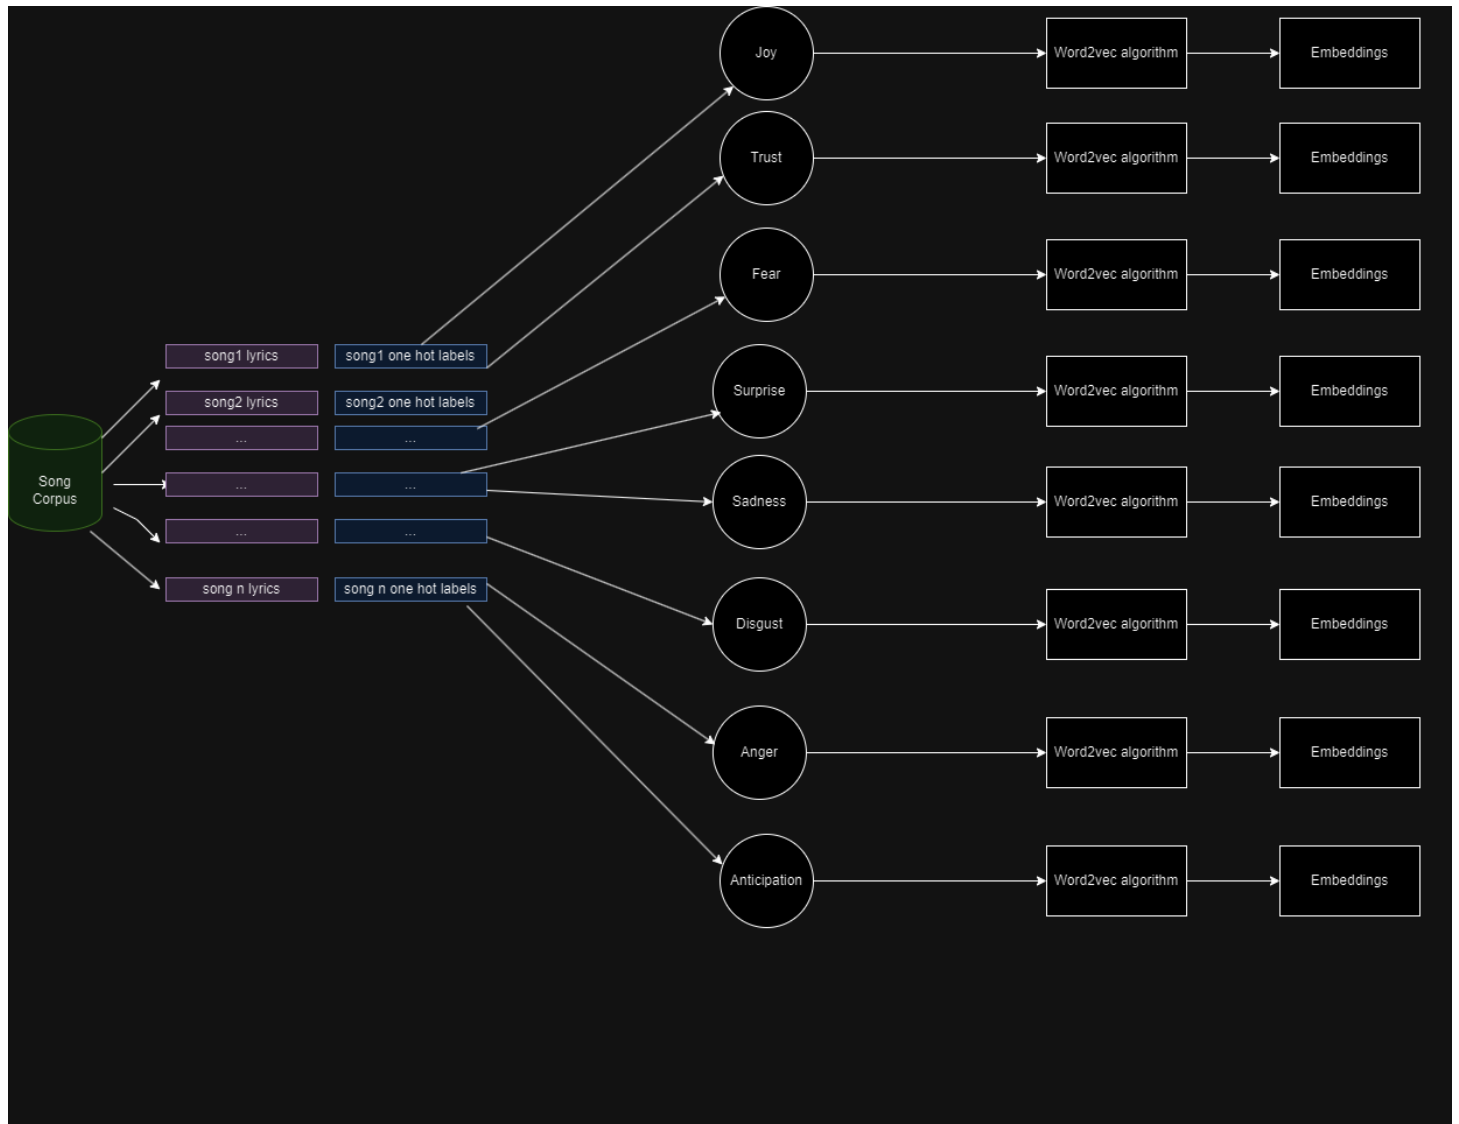 Joy
Word2vec algorithm
Embeddings
Trust
Word2vec algorithm
Embeddings
Fear
Word2vec algorithm
Embeddings
song1 lyrics
song1 one hot labels
Surprise
Word2vec algorithm
Embeddings
song2 lyrics
song2 one hot labels
...
...
Song
Corpus
...
...
Sadness
Word2vec algorithm
Embeddings
...
...
song n lyrics
song n one hot labels
Disgust
Word2vec algorithm
Embeddings
Anger
Word2vec algorithm
Embeddings
Anticipation
Word2vec algorithm
Embeddings